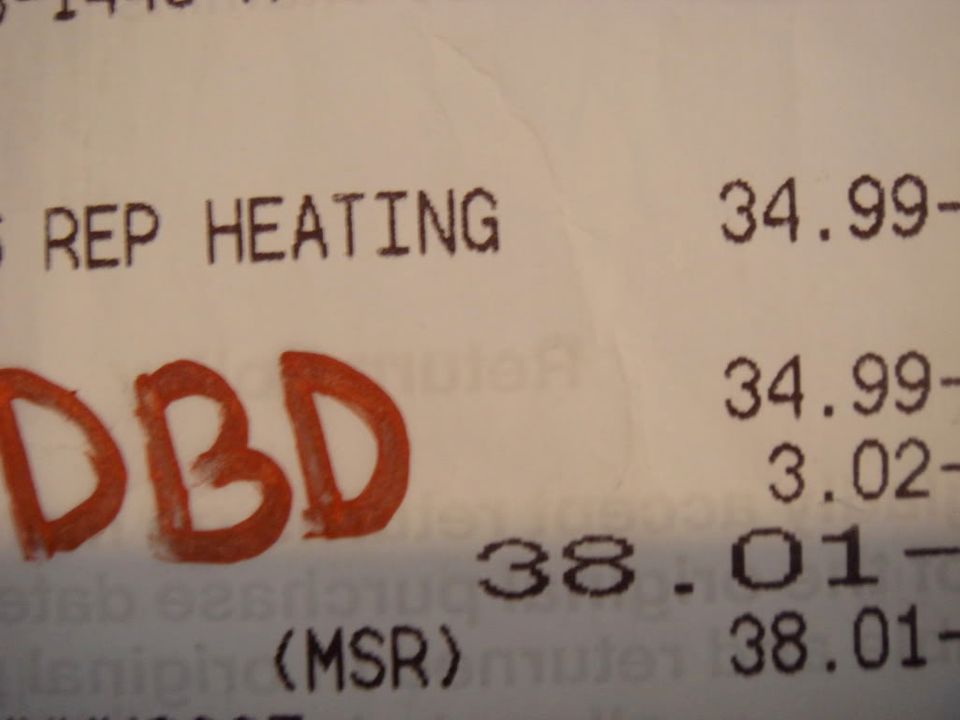 REP HEATING 34.99-
34.99-
DBD
3.02-
38.01-
(MSR) 38.01-